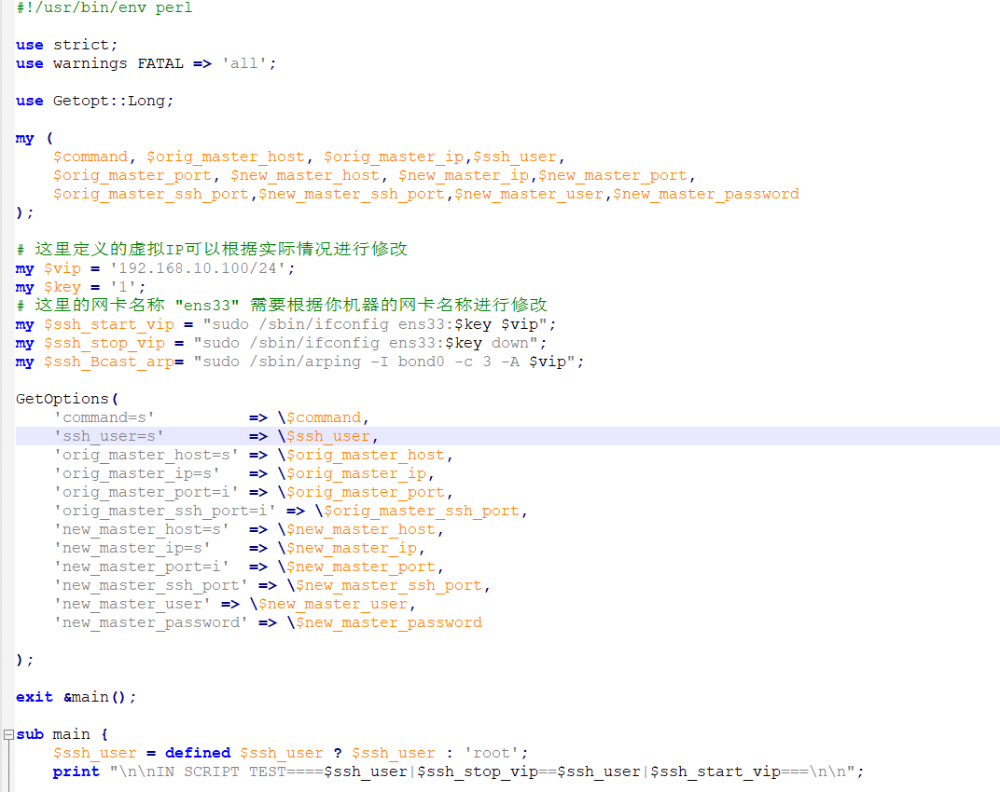 #!/usr/bin/env perl
use strict;
use warnings FATAL => 'all';
use Getopt::Long;
my (
    $command, $orig_master_host, $orig_master_ip,$ssh_user,
    $orig_master_port, $new_master_host, $new_master_ip,$new_master_port,
    $orig_master_ssh_port,$new_master_ssh_port,$new_master_user,$new_master_password
);
# 这里定义的虚拟IP可以根据实际情况进行修改
my $vip = '192.168.10.100/24';
my $key = '1';
# 这里的网卡名称 "ens33" 需要根据你机器的网卡名称进行修改
my $ssh_start_vip = "sudo /sbin/ifconfig ens33:$key $vip";
my $ssh_stop_vip = "sudo /sbin/ifconfig ens33:$key down";
my $ssh_Bcast_arp= "sudo /sbin/arping -I bond0 -c 3 -A $vip";
GetOptions(
    'command=s'          => \$command,
    'ssh_user=s'         => \$ssh_user,
    'orig_master_host=s' => \$orig_master_host,
    'orig_master_ip=s'   => \$orig_master_ip,
    'orig_master_port=i' => \$orig_master_port,
    'orig_master_ssh_port=i' => \$orig_master_ssh_port,
    'new_master_host=s'  => \$new_master_host,
    'new_master_ip=s'    => \$new_master_ip,
    'new_master_port=i'  => \$new_master_port,
    'new_master_ssh_port' => \$new_master_ssh_port,
    'new_master_user' => \$new_master_user,
    'new_master_password' => \$new_master_password
);
exit &main();
sub main {
    $ssh_user = defined $ssh_user ? $ssh_user : 'root';
    print "\n\nIN SCRIPT TEST====$ssh_user|$ssh_stop_vip==$ssh_user|$ssh_start_vip===\n\n";